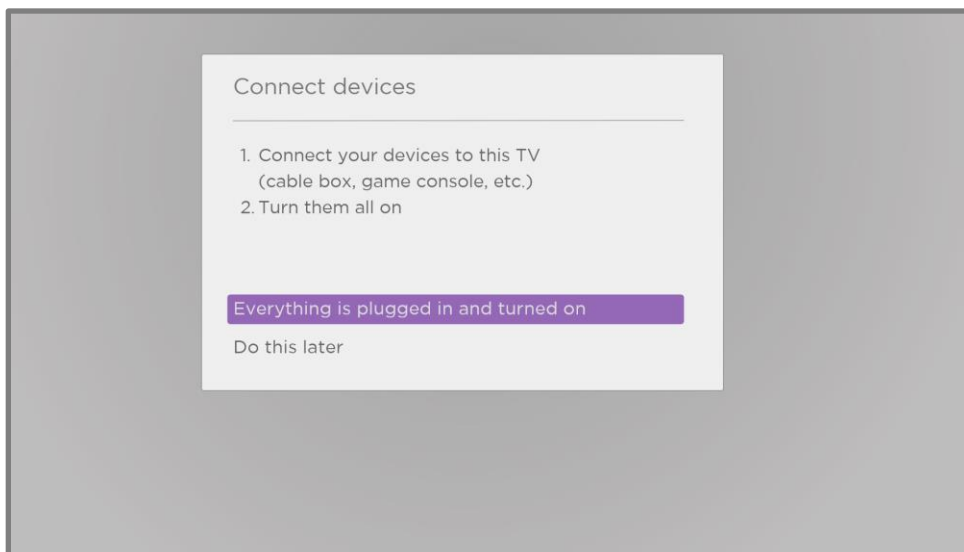 Connect devices
1. Connect your devices to this TV
(cable box, game console, etc.)
2. Turn them all on
Everything is plugged in and turned on
Do this later